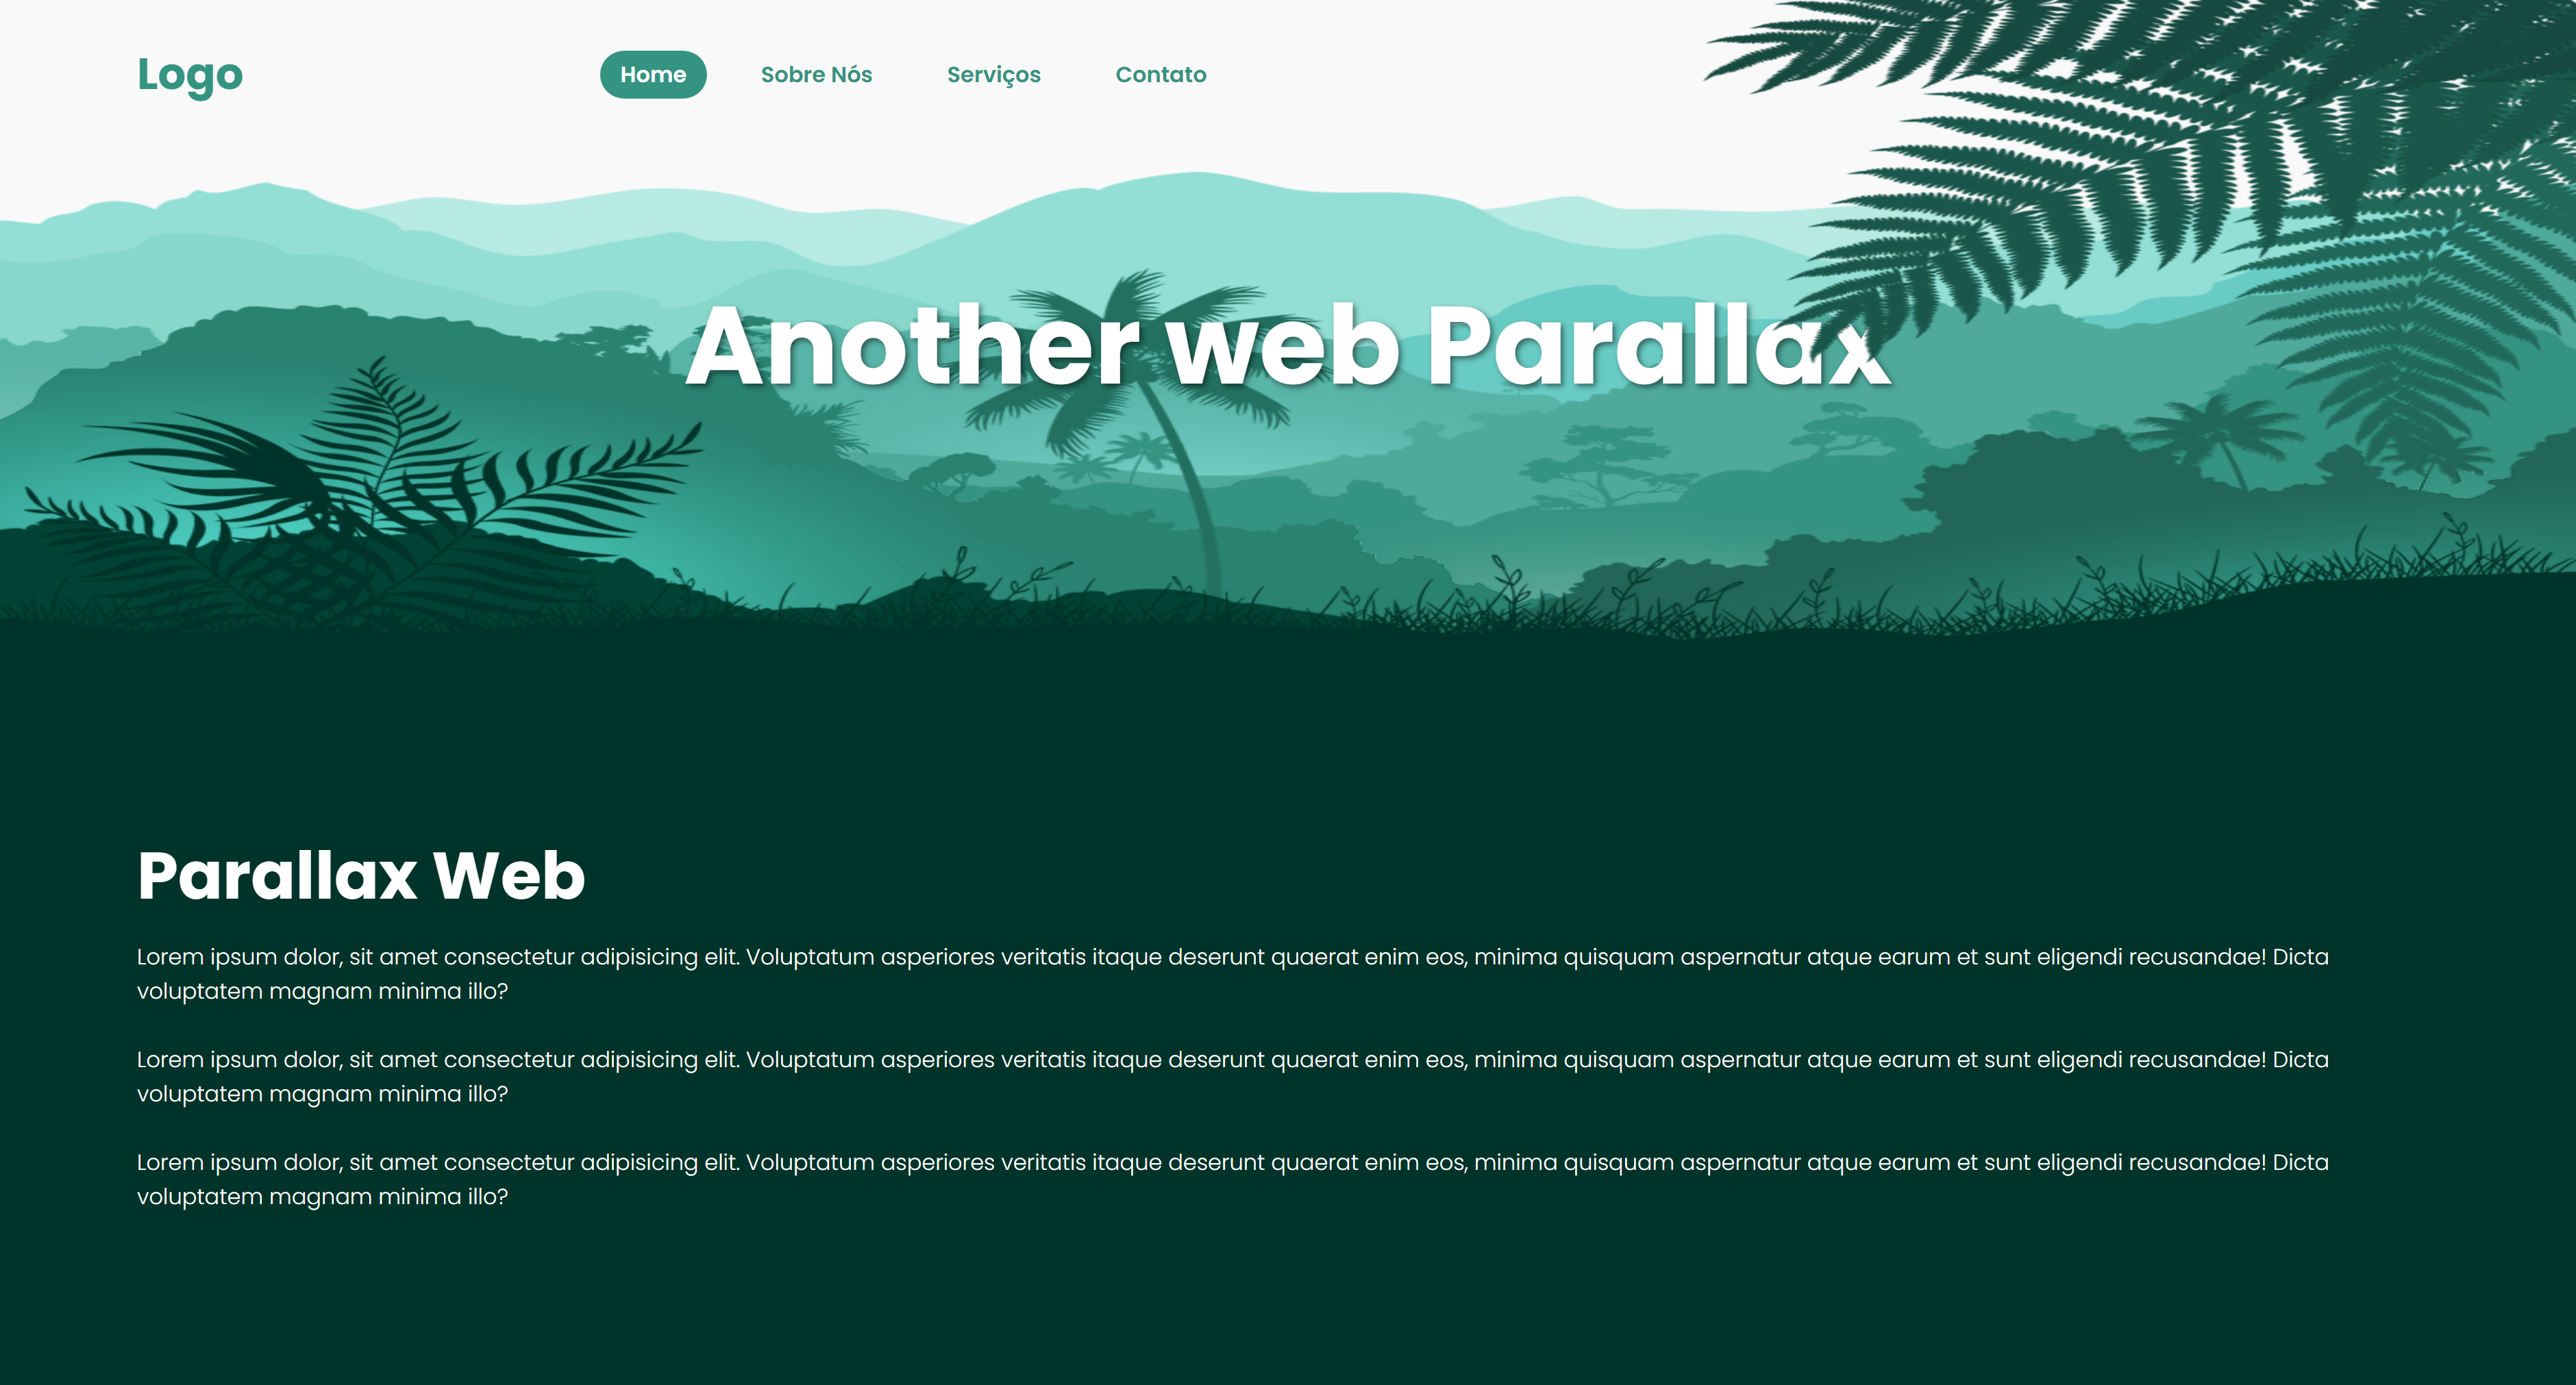 Logo
Home
Sobre Nós
Serviços
Contato
Another web Parallax
Parallax Web
Lorem ipsum dolor, sit amet consectetur adipisicing elit. Voluptatum asperiores veritatis itaque deserunt quaerat enim eos, minima quisquam aspernatur atque earum et sunt eligendi recusandae! Dicta
voluptatem magnam minima illo?
Lorem ipsum dolor, sit amet consectetur adipisicing elit. Voluptatum asperiores veritatis itaque deserunt quaerat enim eos, minima quisquam aspernatur atque earum et sunt eligendi recusandae! Dicta
voluptatem magnam minima illo?
Lorem ipsum dolor, sit amet consectetur adipisicing elit. Voluptatum asperiores veritatis itaque deserunt quaerat enim eos, minima quisquam aspernatur atque earum et sunt eligendi recusandae! Dicta
voluptatem magnam minima illo?